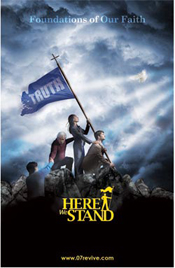 Foundations of Our Faith
TRUTH
HERE
We STAND
www.07revive.com